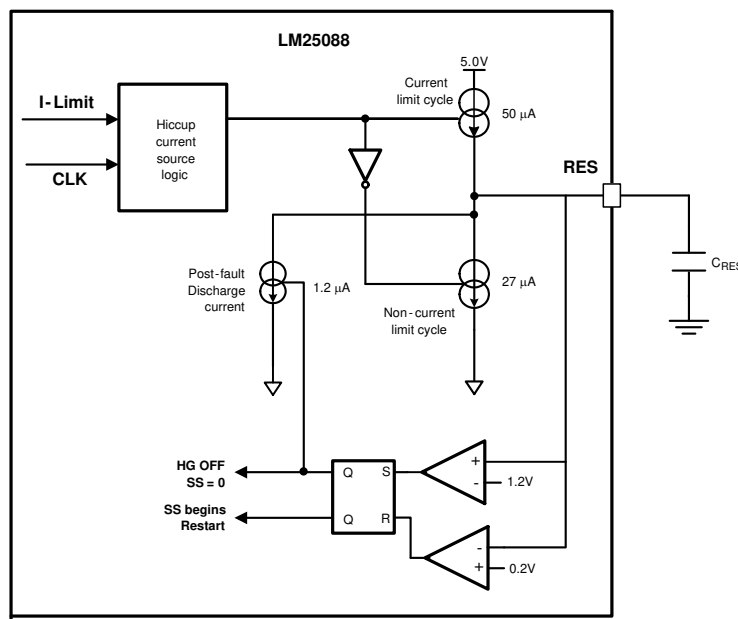 LM25088
5.0V
Current
limit cycle
50 µA
I-Limit
CLK
Hiccup
current
source
logic
RES
CRES
Post-fault
Discharge
current
1.2 µA
27 µA
Non-current
limit cycle
HG OFF
SS = 0
SS begins
Restart
Q
S
Q
R
+
-
1.2V
-
+
0.2V